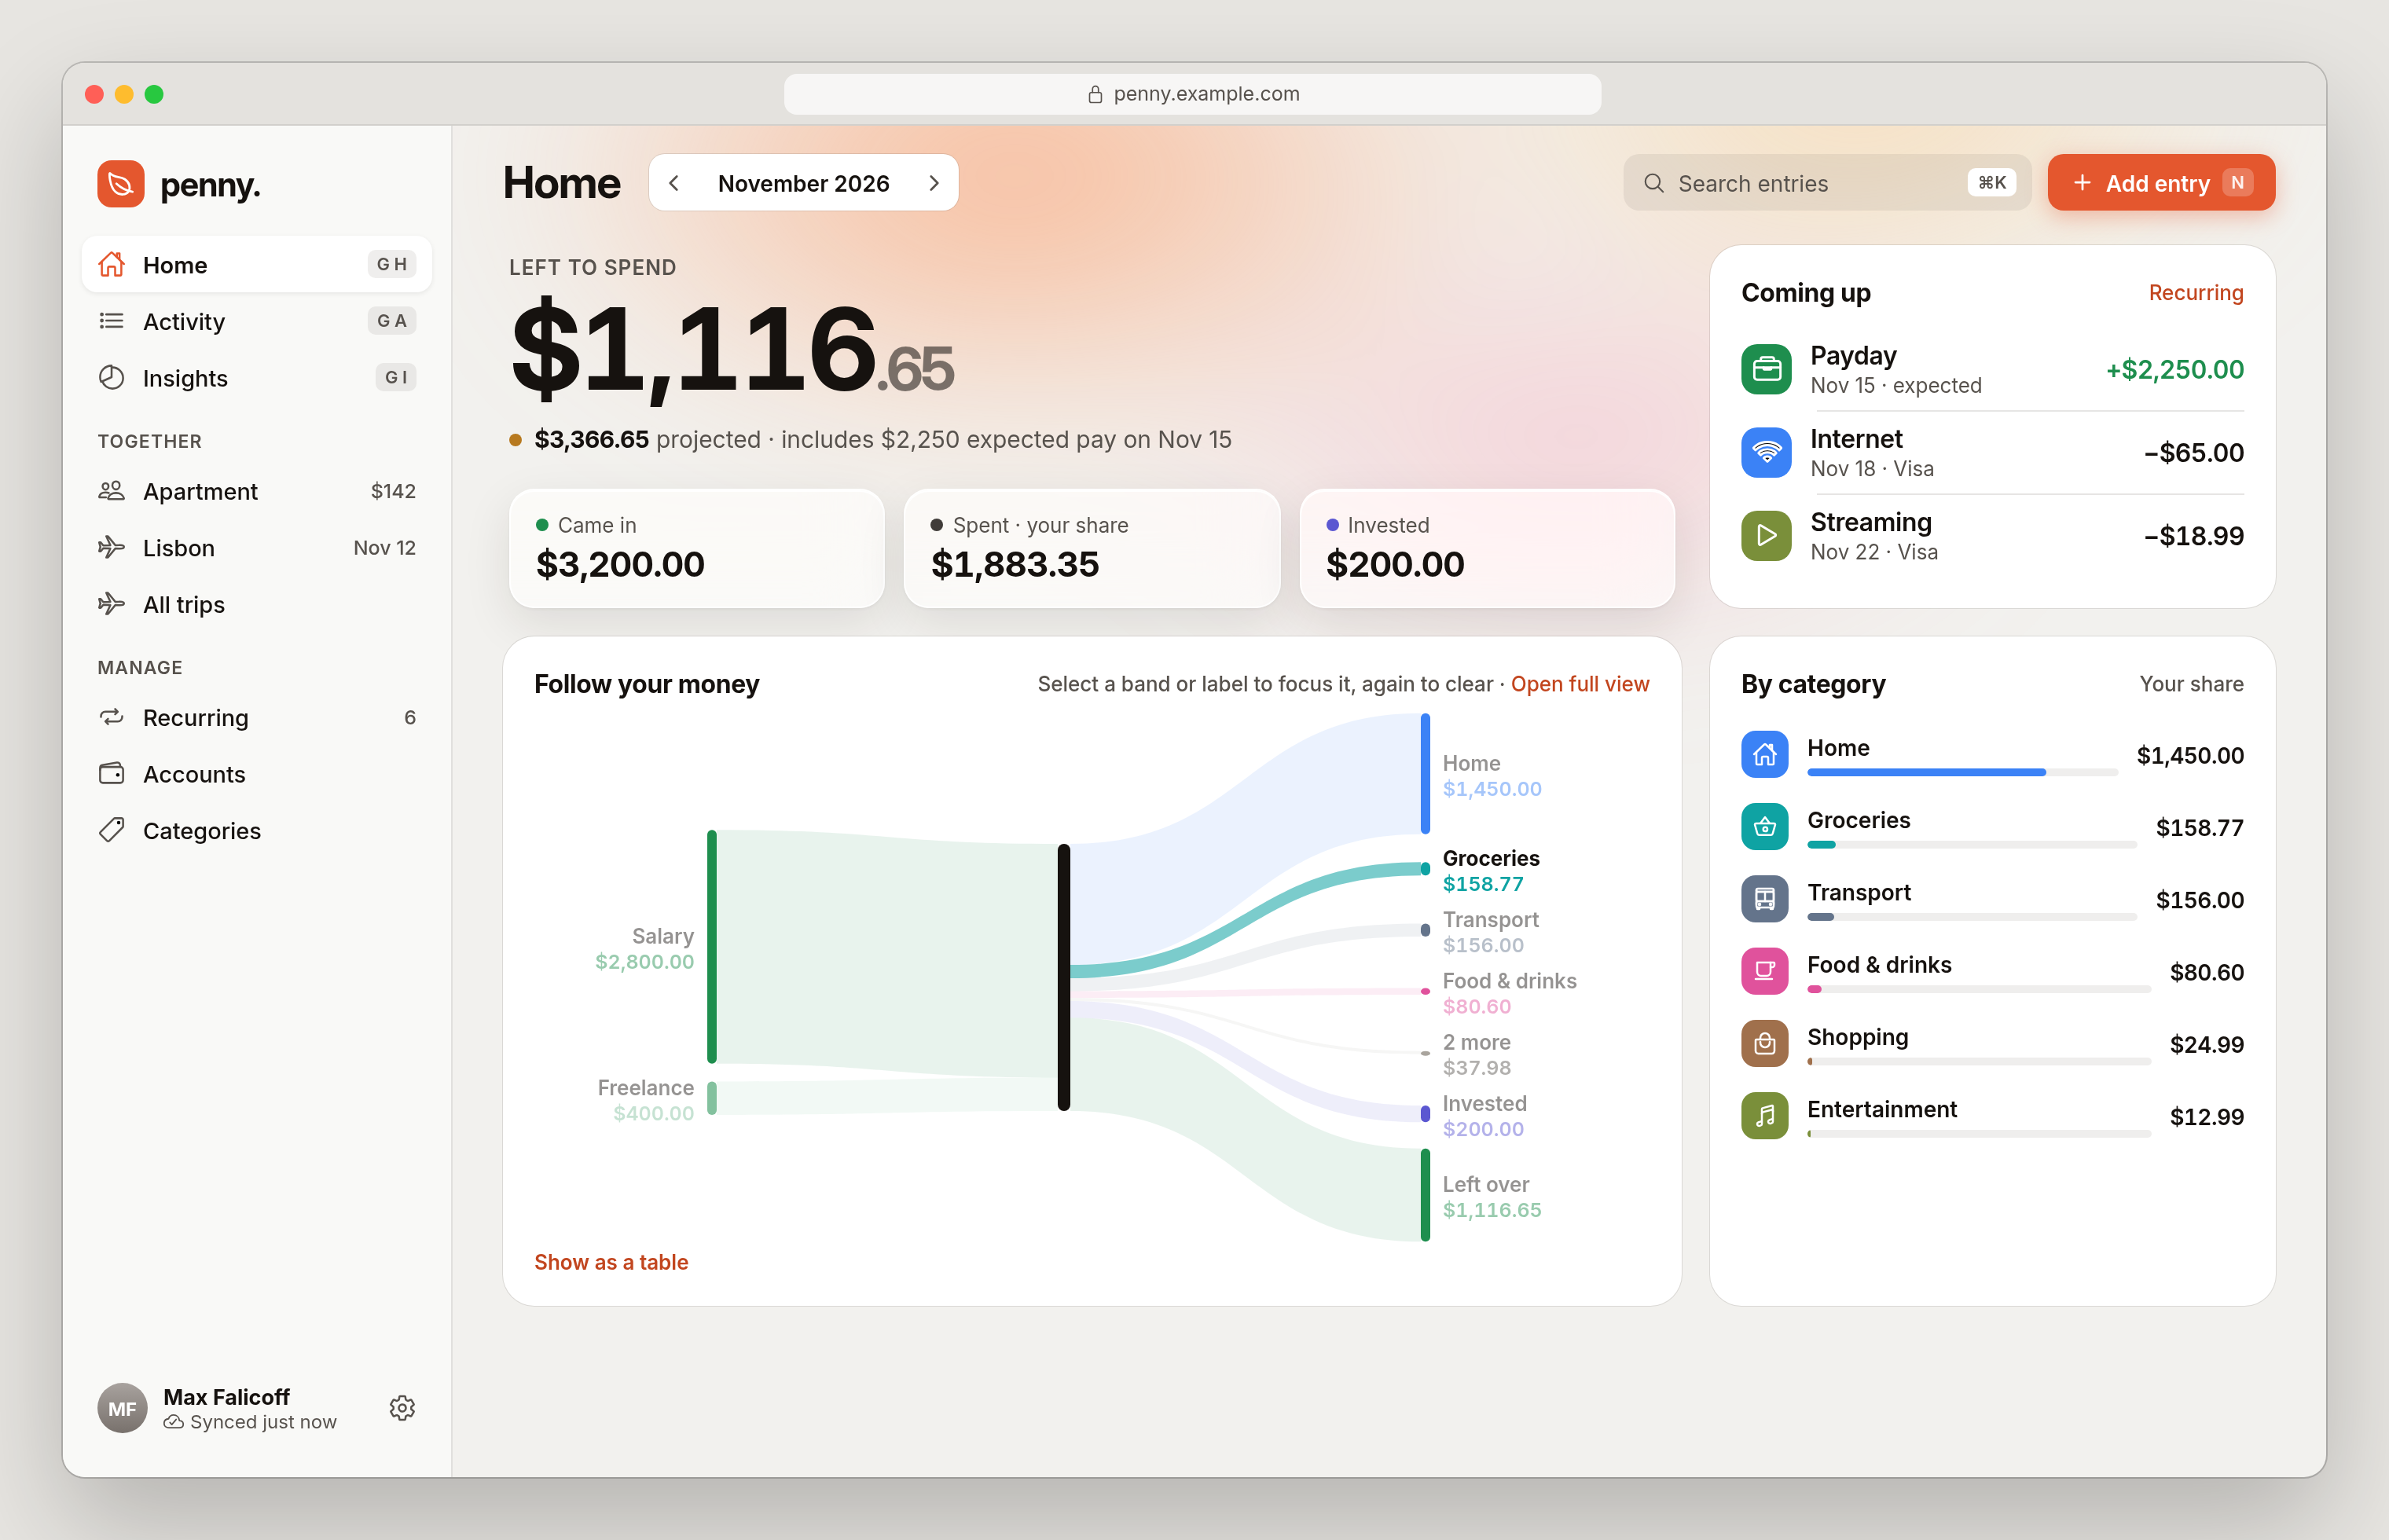 penny.example.com
penny.
Home G H
Activity G A
Insights G I
TOGETHER
Apartment $142
Lisbon Nov 12
All trips
MANAGE
Recurring 6
Accounts
Categories
MF
Max Falicoff
Synced just now
Home
November 2026
Search entries ⌘K
+ Add entry N
LEFT TO SPEND
$1,116.65
$3,366.65 projected · includes $2,250 expected pay on Nov 15
Came in
$3,200.00
Spent · your share
$1,883.35
Invested
$200.00
Coming up
Recurring
Payday
Nov 15 · expected
+$2,250.00
Internet
Nov 18 · Visa
−$65.00
Streaming
Nov 22 · Visa
−$18.99
Follow your money
Select a band or label to focus it, again to clear · Open full view
Salary
$2,800.00
Freelance
$400.00
Home
$1,450.00
Groceries
$158.77
Transport
$156.00
Food & drinks
$80.60
2 more
$37.98
Invested
$200.00
Left over
$1,116.65
Show as a table
By category
Your share
Home
$1,450.00
Groceries
$158.77
Transport
$156.00
Food & drinks
$80.60
Shopping
$24.99
Entertainment
$12.99